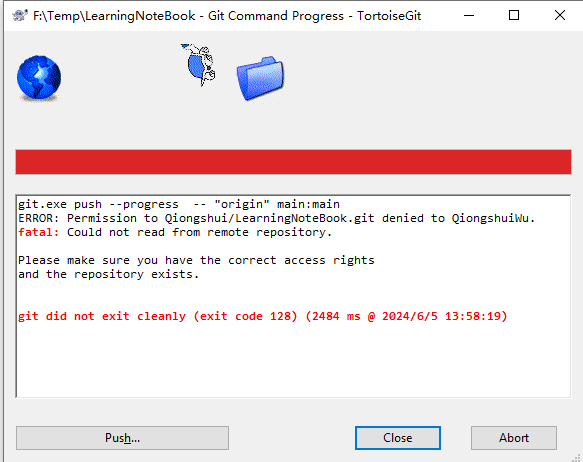 F:\Temp\LearningNoteBook - Git Command Progress - TortoiseGit
git.exe push --progress  -- "origin" main:main
ERROR: Permission to Qiongshui/LearningNoteBook.git denied to QiongshuiWu.
fatal: Could not read from remote repository.
Please make sure you have the correct access rights
and the repository exists.
git did not exit cleanly (exit code 128) (2484 ms @ 2024/6/5 13:58:19)
Push...
Close
Abort